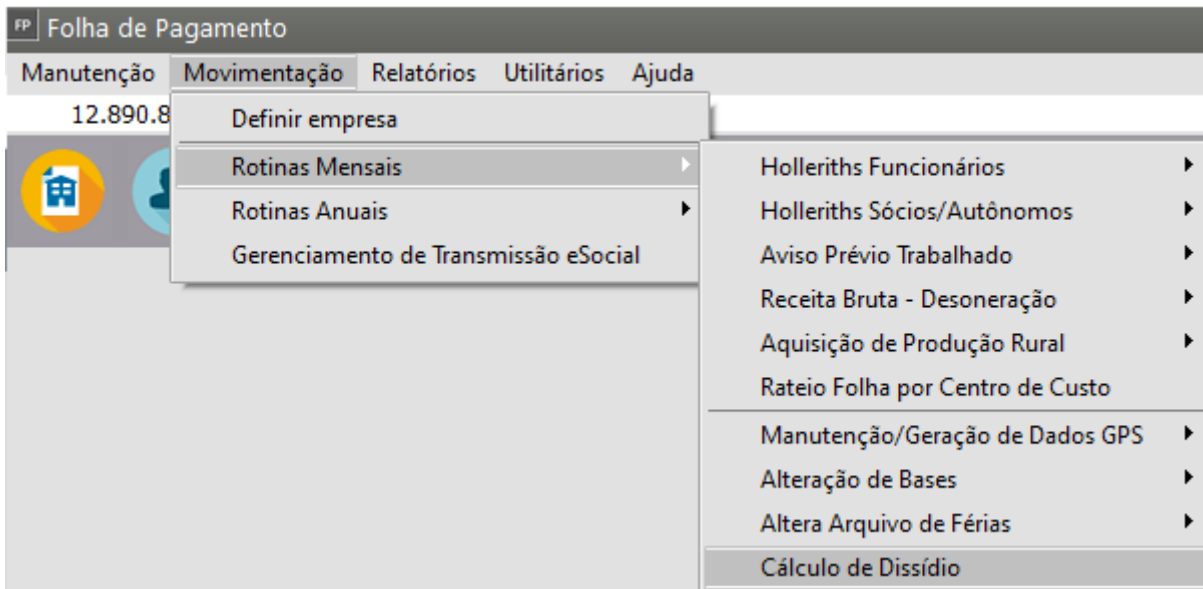 FP Folha de Pagamento
Manutenção Movimentação Relatórios Utilitários Ajuda
12.890.8
Definir empresa
Rotinas Mensais
Rotinas Anuais
Gerenciamento de Transmissão eSocial
Holleriths Funcionários
Holleriths Sócios/Autônomos
Aviso Prévio Trabalhado
Receita Bruta - Desoneração
Aquisição de Produção Rural
Rateio Folha por Centro de Custo
Manutenção/Geração de Dados GPS
Alteração de Bases
Altera Arquivo de Férias
Cálculo de Dissídio